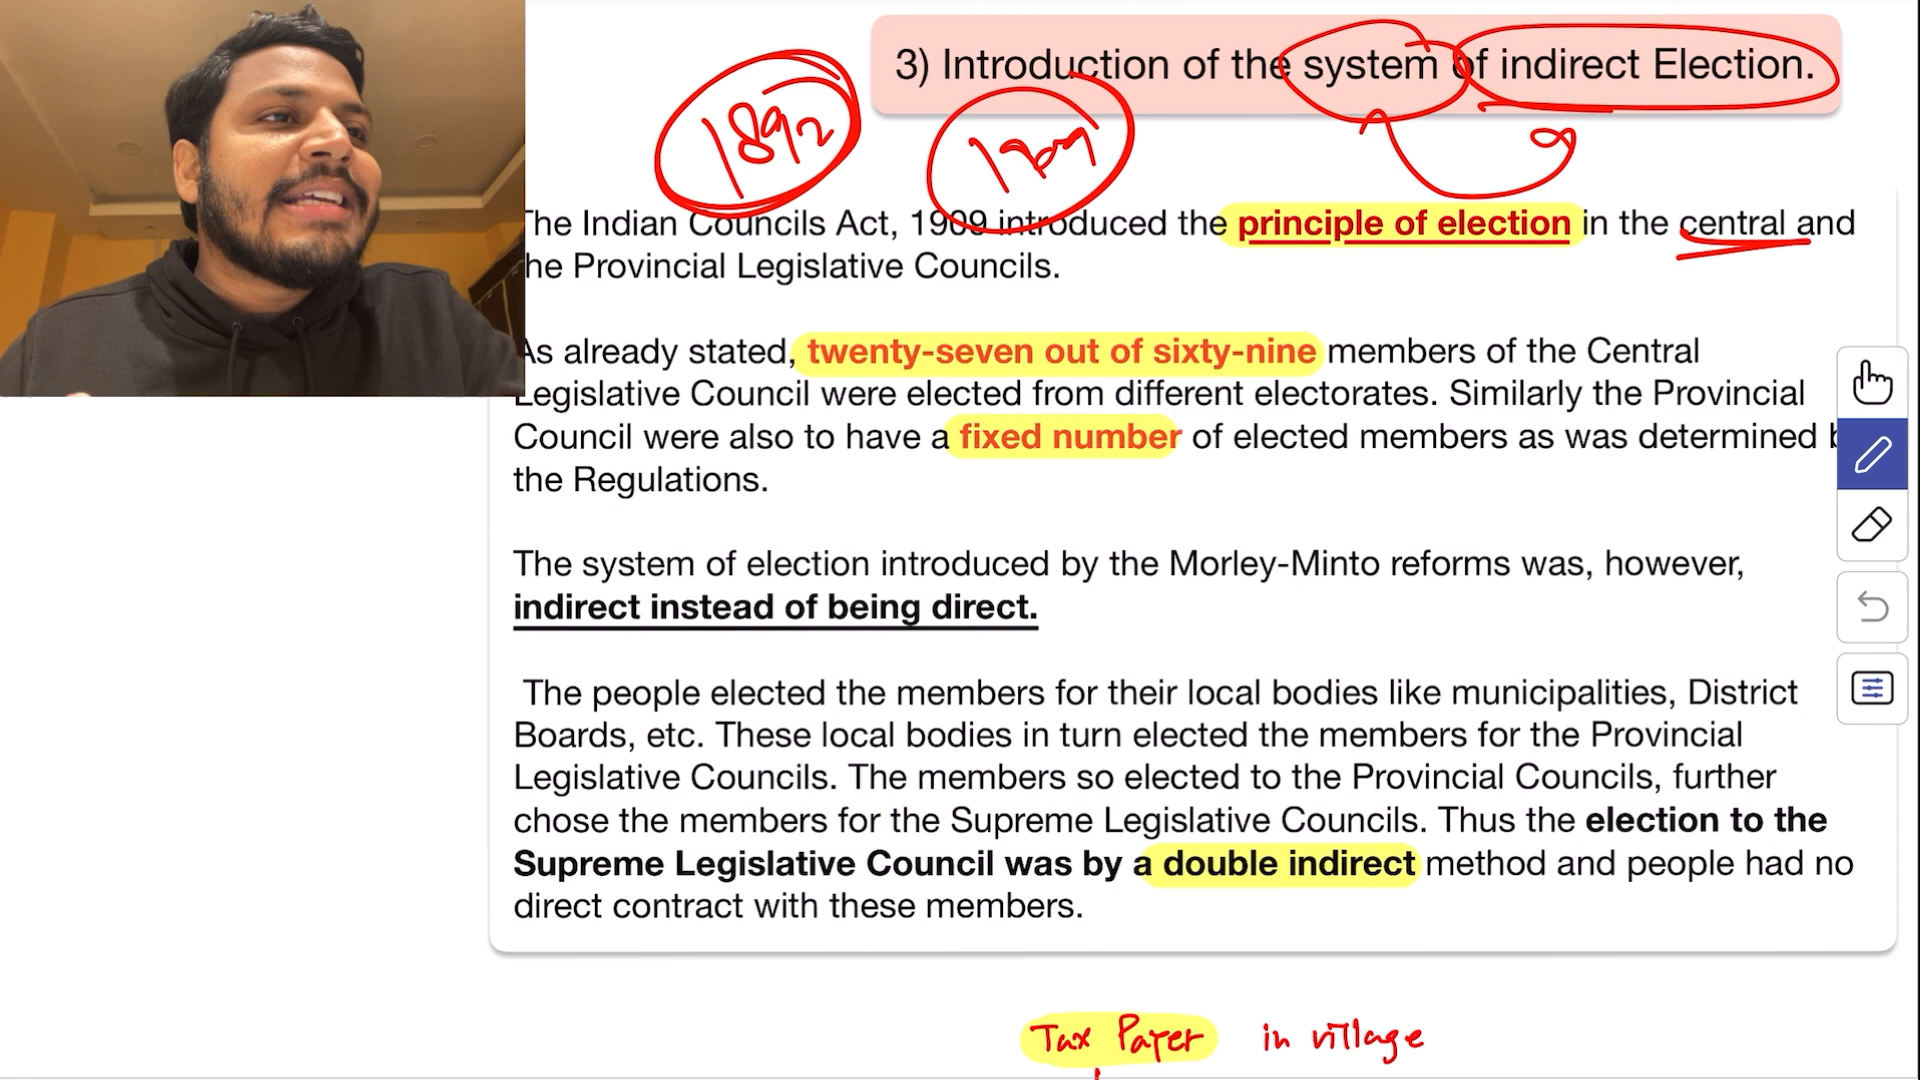 3) Introduction of the system of indirect Election.
1892
1909
The Indian Councils Act, 1909 introduced the principle of election in the central and
he Provincial Legislative Councils.
As already stated, twenty-seven out of sixty-nine members of the Central
Legislative Council were elected from different electorates. Similarly the Provincial
Council were also to have a fixed number of elected members as was determined
the Regulations.
The system of election introduced by the Morley-Minto reforms was, however,
indirect instead of being direct.
The people elected the members for their local bodies like municipalities, District
Boards, etc. These local bodies in turn elected the members for the Provincial
Legislative Councils. The members so elected to the Provincial Councils, further
chose the members for the Supreme Legislative Councils. Thus the election to the
Supreme Legislative Council was by a double indirect method and people had no
direct contract with these members.
Tax Payer in village